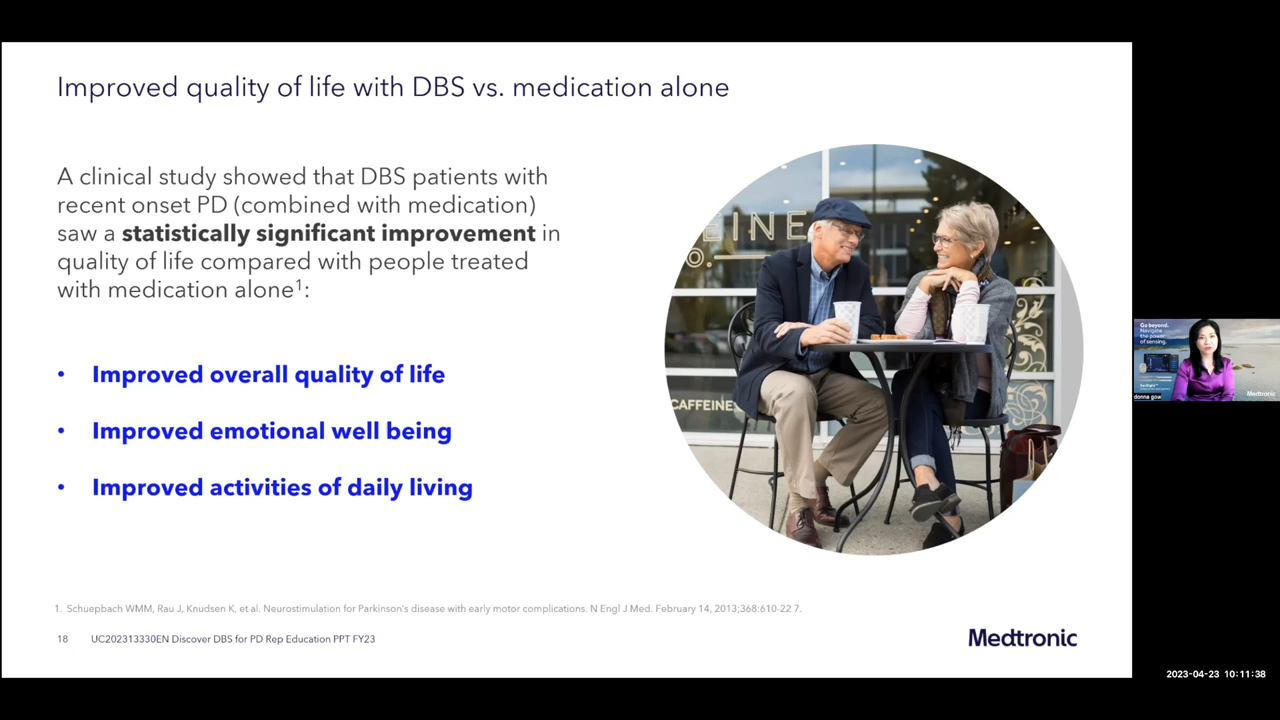 Improved quality of life with DBS vs. medication alone
A clinical study showed that DBS patients with
recent onset PD (combined with medication)
saw a statistically significant improvement in
quality of life compared with people treated
with medication alone1:
• Improved overall quality of life
• Improved emotional well being
• Improved activities of daily living
EINE
O.
CAFFEINE
1. Schuepbach WMM, Rau J, Knudsen K, et al. Neurostimulation for Parkinson's disease with early motor complications. N Engl J Med. February 14, 2013;368:610-22 7.
18 UC202313330EN Discover DBS for PD Rep Education PPT FY23
Medtronic
Go beyond.
Navigate
the power
of sensing.
Medtronic
donna gow
2023-04-23 10:11:38